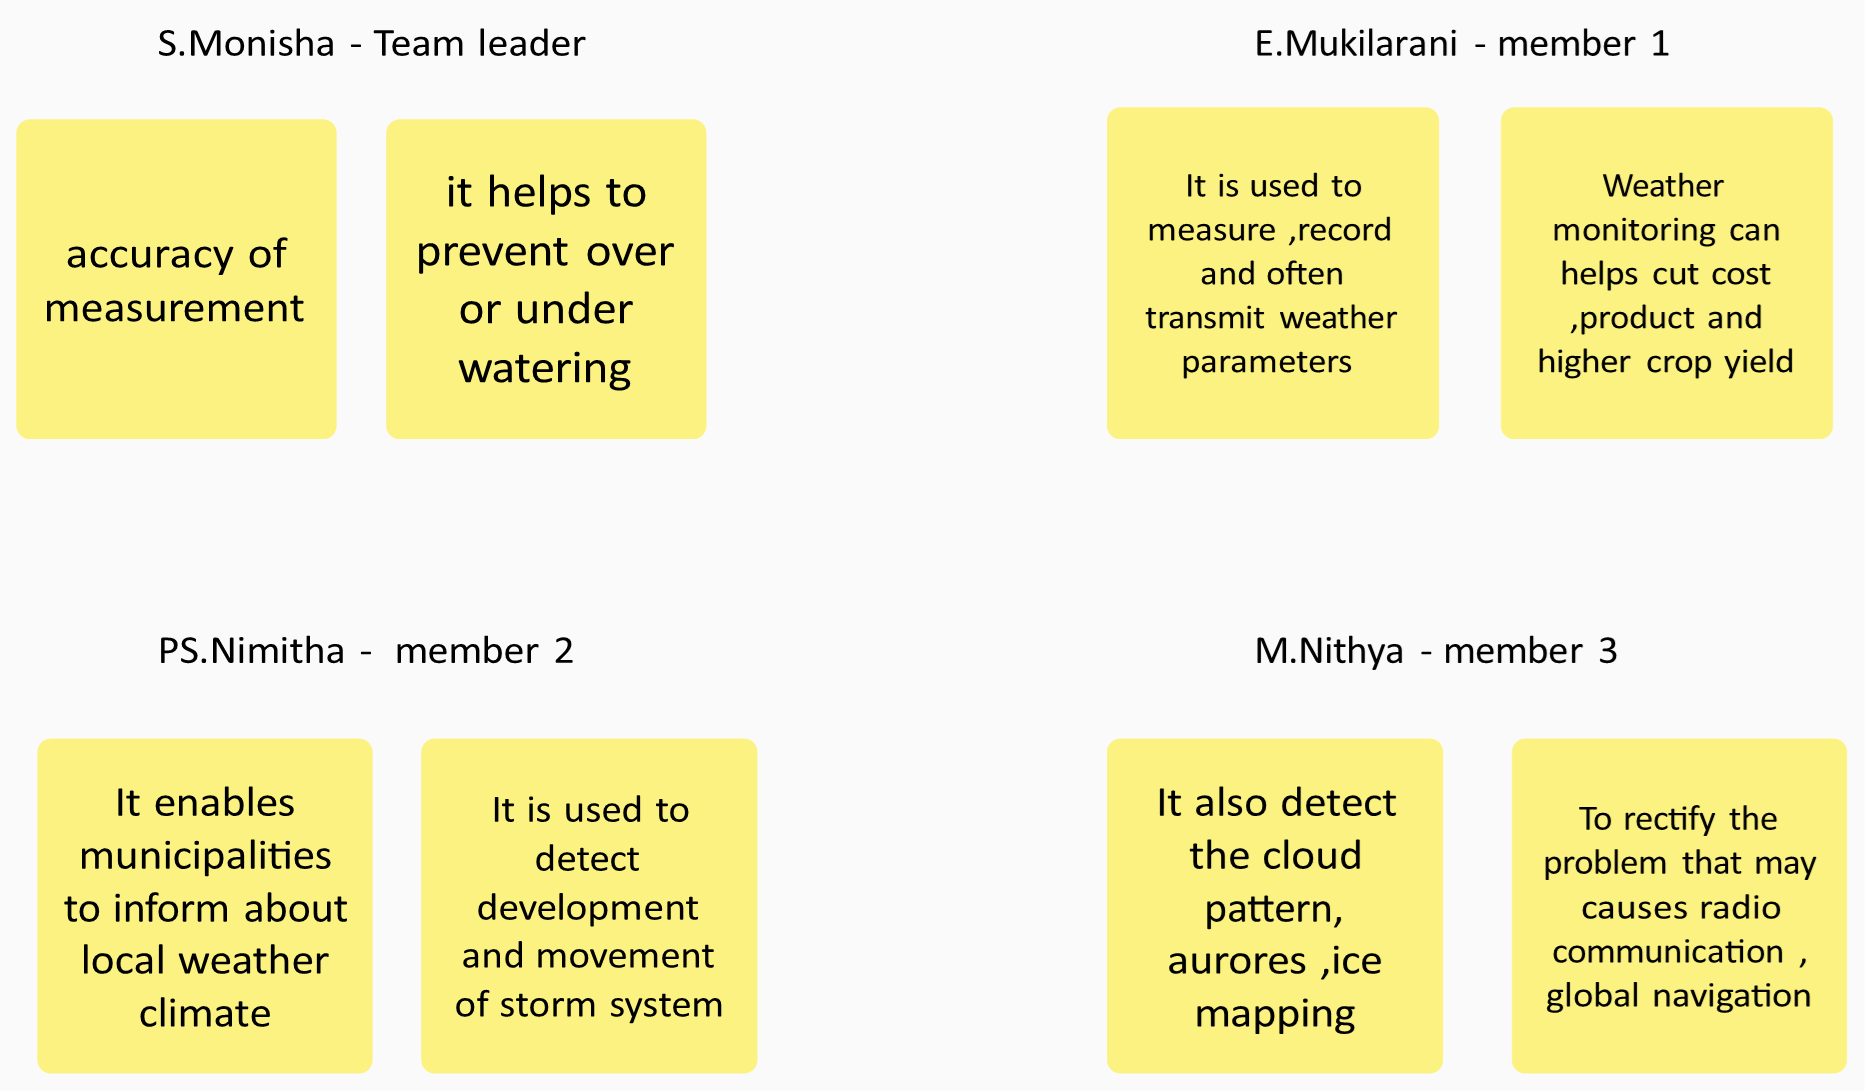 S.Monisha - Team leader
accuracy of
measurement
it helps to
prevent over
or under
watering
E.Mukilarani - member 1
It is used to
measure ,record
and often
transmit weather
parameters
Weather
monitoring can
helps cut cost
,product and
higher crop yield
PS.Nimitha - member 2
It enables
municipalities
to inform about
local weather
climate
It is used to
detect
development
and movement
of storm system
M.Nithya - member 3
It also detect
the cloud
pattern,
aurores ,ice
mapping
To rectify the
problem that may
causes radio
communication ,
global navigation